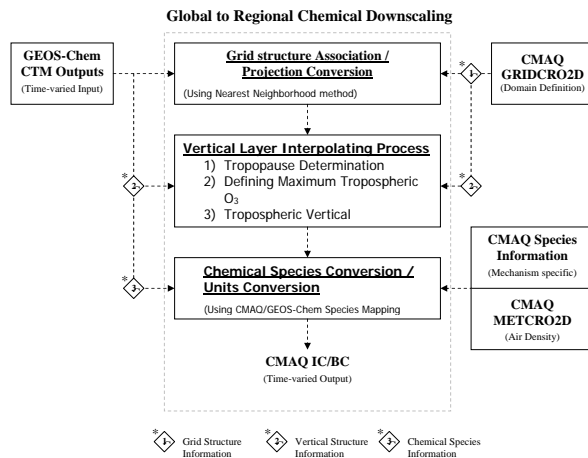 Global to Regional Chemical Downscaling
GEOS-Chem
CTM Outputs
(Time-varied Input)
Grid structure Association /
Projection Conversion
(Using Nearest Neighborhood method)
* 1
CMAQ
GRIDCRO2D
(Domain Definition)
Vertical Layer Interpolating Process
1) Tropopause Determination
2) Defining Maximum Tropospheric
O3
3) Tropospheric Vertical
* 2
* 2
CMAQ Species
Information
(Mechanism specific)
Chemical Species Conversion /
Units Conversion
(Using CMAQ/GEOS-Chem Species Mapping
* 3
CMAQ
METCRO2D
(Air Density)
CMAQ IC/BC
(Time-varied Output)
* 1 Grid Structure
Information
* 2 Vertical Structure
Information
* 3 Chemical Species
Information